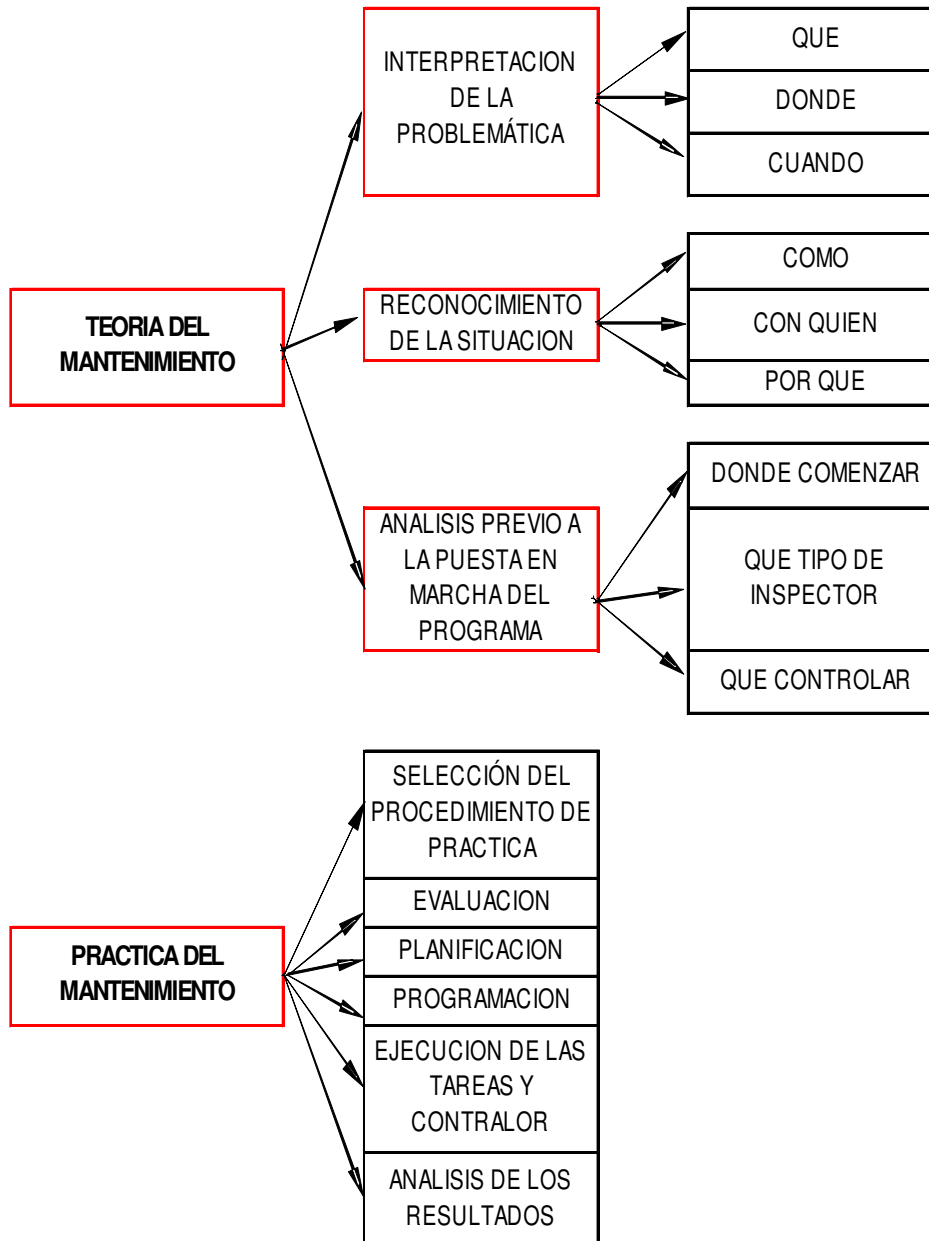 INTERPRETACION
DE LA
PROBLEMÁTICA
QUE
DONDE
CUANDO
TEORIA DEL
MANTENIMIENTO
RECONOCIMIENTO
DE LA SITUACION
COMO
CON QUIEN
POR QUE
ANALISIS PREVIO A
LA PUESTA EN
MARCHA DEL
PROGRAMA
DONDE COMENZAR
QUE TIPO DE
INSPECTOR
QUE CONTROLAR
PRACTICA DEL
MANTENIMIENTO
SELECCIÓN DEL
PROCEDIMIENTO DE
PRACTICA
EVALUACION
PLANIFICACION
PROGRAMACION
EJECUCION DE LAS
TAREAS Y
CONTRALOR
ANALISIS DE LOS
RESULTADOS